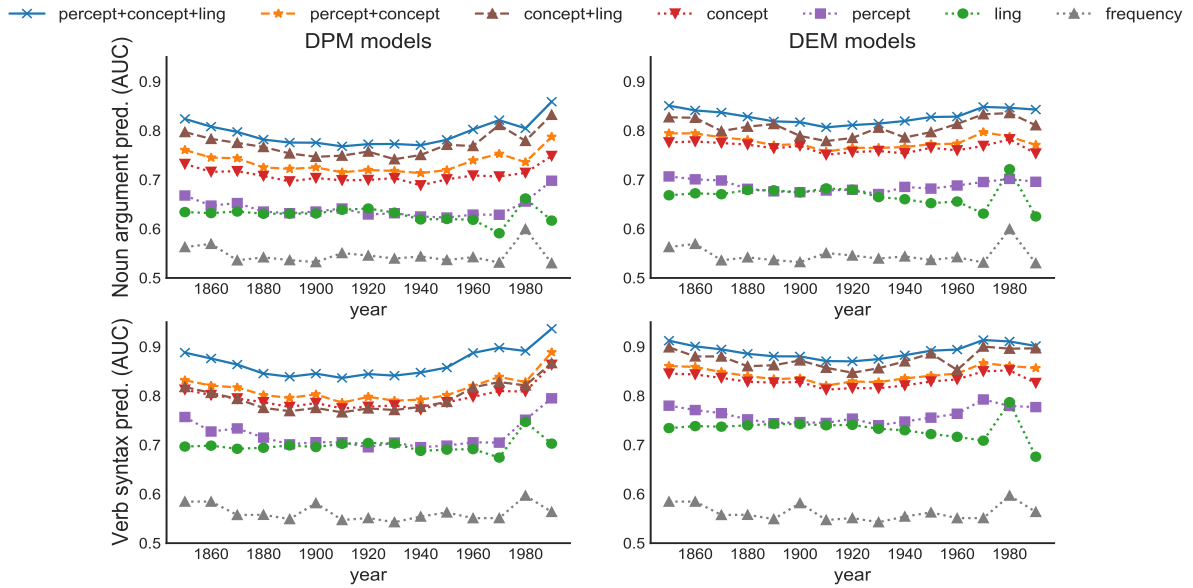 percept+concept+ling percept+concept concept+ling concept percept ling frequency
DPM models DEM models
Noun argument pred. (AUC)
0.9 0.9
0.8 0.8
0.7 0.7
0.6 0.6
0.5 0.5
1860 1880 1900 1920 1940 1960 1980 1860 1880 1900 1920 1940 1960 1980
year year
Verb syntax pred. (AUC)
0.9 0.9
0.8 0.8
0.7 0.7
0.6 0.6
0.5 0.5
1860 1880 1900 1920 1940 1960 1980 1860 1880 1900 1920 1940 1960 1980
year year